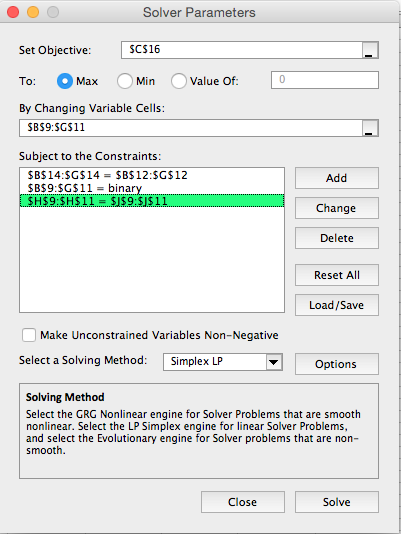 Solver Parameters
Set Objective: $C$16
To: Max Min Value Of: 0
By Changing Variable Cells:
$B$9:$G$11
Subject to the Constraints:
$B$14:$G$14 = $B$12:$G$12
$B$9:$G$11 = binary
$H$9:$H$11 = $J$9:$J$11
Add
Change
Delete
Reset All
Load/Save
Make Unconstrained Variables Non-Negative
Select a Solving Method: Simplex LP Options
Solving Method
Select the GRG Nonlinear engine for Solver Problems that are smooth
nonlinear. Select the LP Simplex engine for linear Solver Problems,
and select the Evolutionary engine for Solver problems that are non-
smooth.
Close Solve